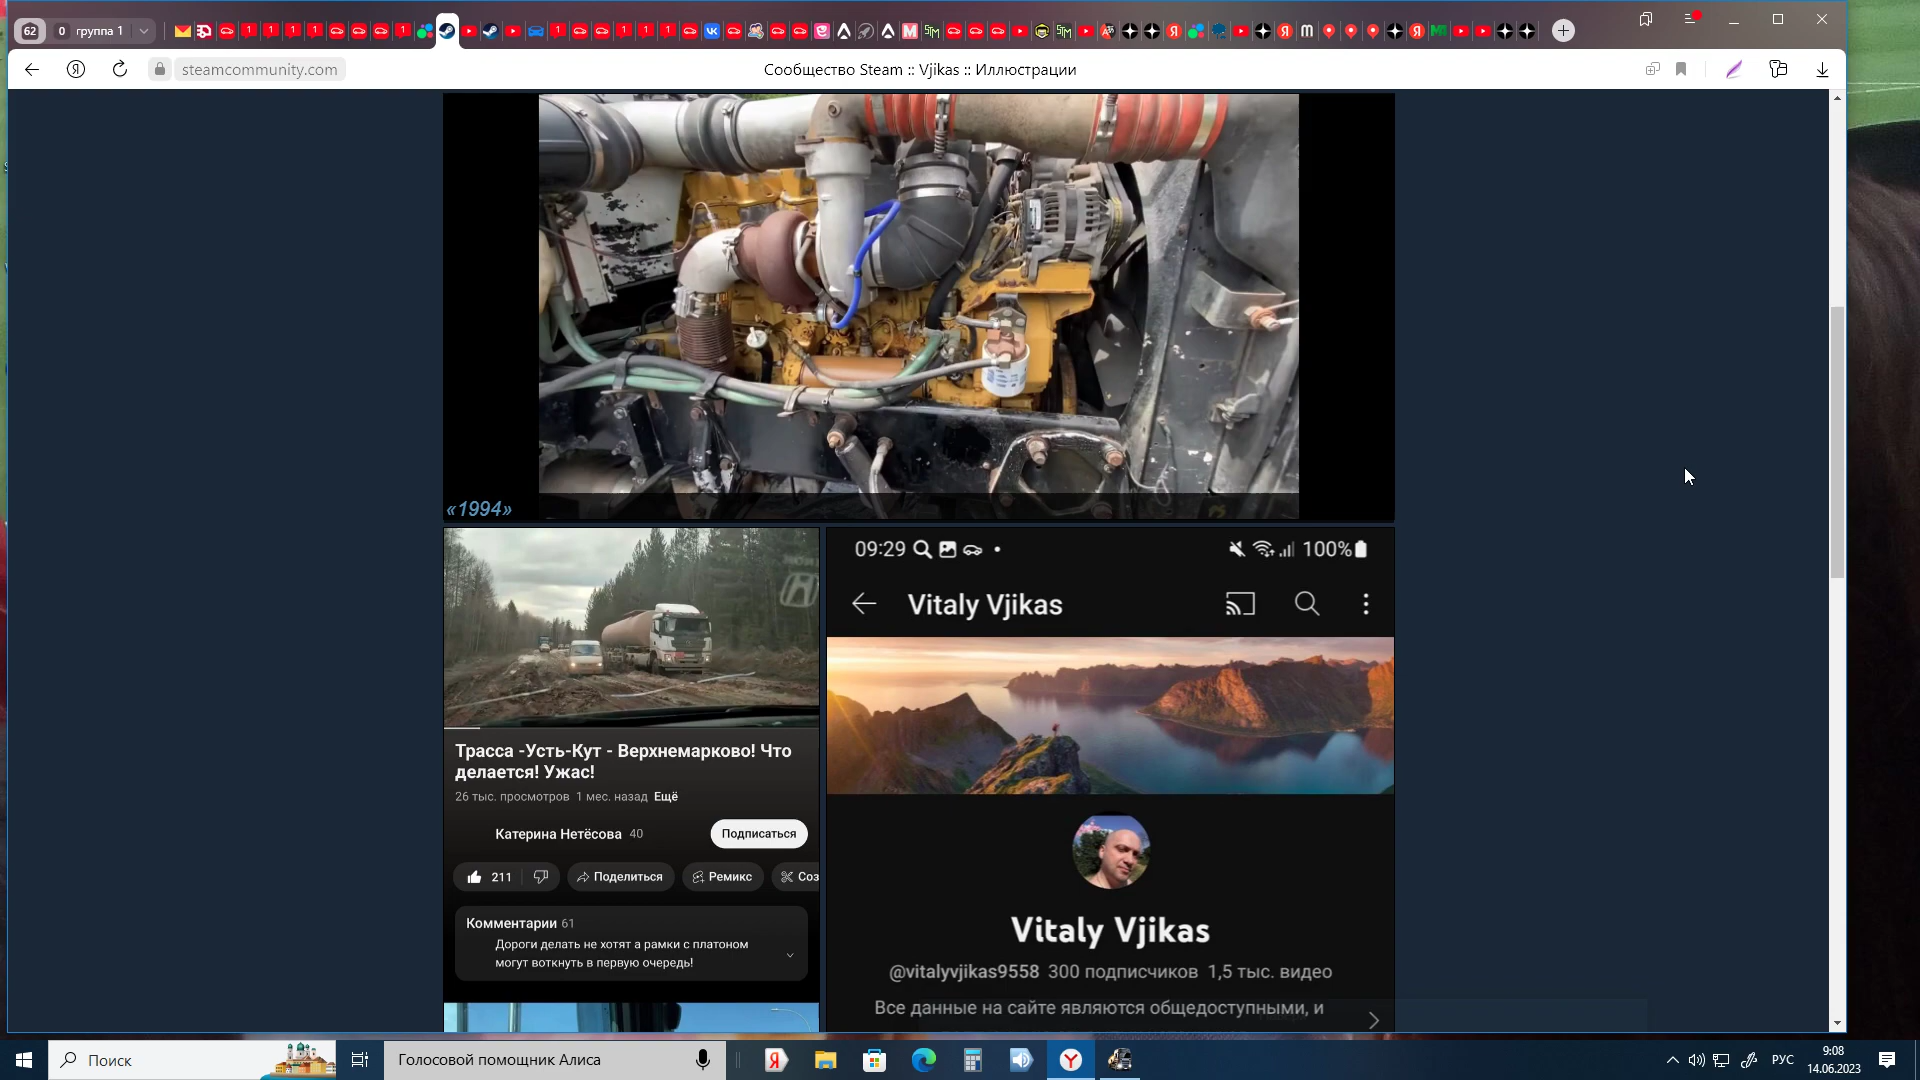 62
0 группа 1
steamcommunity.com
Сообщество Steam :: Vjikas :: Иллюстрации
«1994»
Трасса -Усть-Кут - Верхнемарково! Что
делается! Ужас!
26 тыс. просмотров 1 мес. назад Ещё
Катерина Нетёсова 40
Подписаться
211
Поделиться
Ремикс
Соз
Комментарии 61
Дороги делать не хотят а рамки с платоном
могут воткнуть в первую очередь!
09:29
100%
Vitaly Vjikas
Vitaly Vjikas
@vitalyvjikas9558 300 подписчиков 1,5 тыс. видео
Все данные на сайте являются общедоступными, и
Поиск
Голосовой помощник Алиса
РУС
9:08
14.06.2023